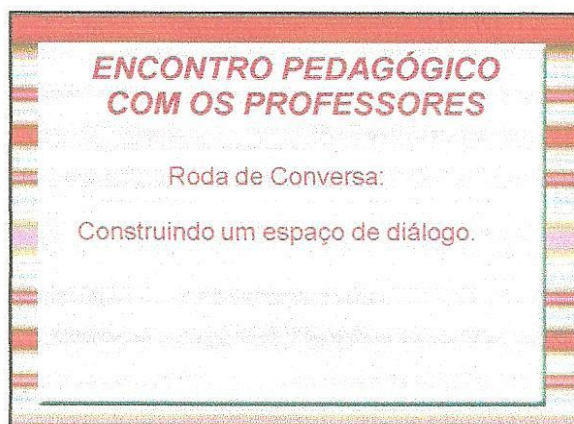 ENCONTRO PEDAGÓGICO
COM OS PROFESSORES
Roda de Conversa:
Construindo um espaço de diálogo.